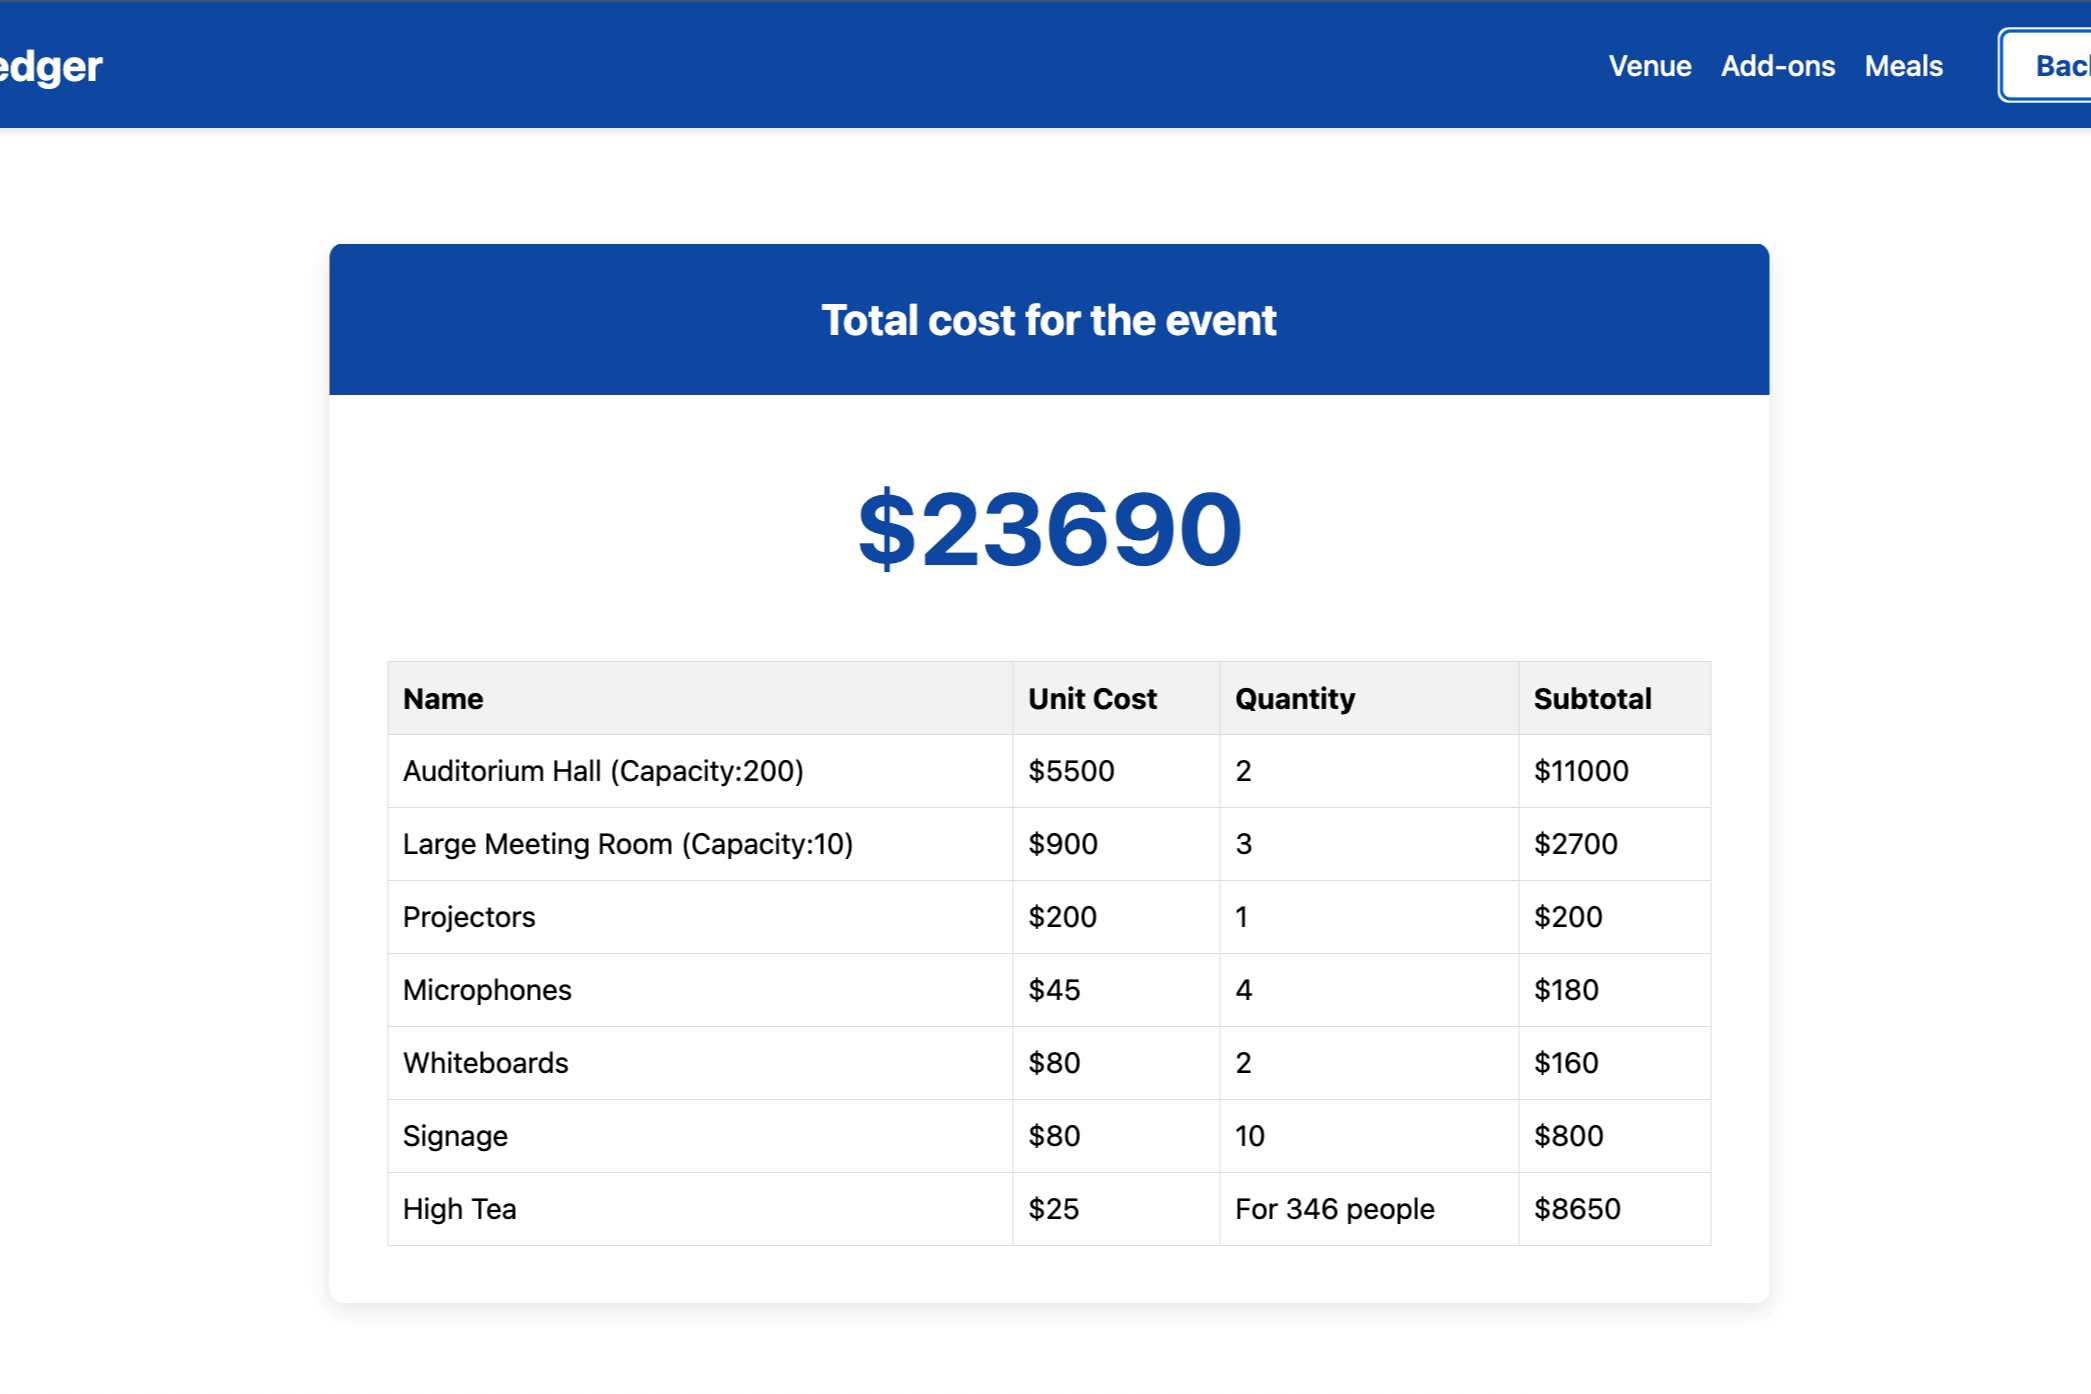 edger Venue Add-ons Meals
Total cost for the event
$23690
Name Unit Cost Quantity Subtotal
Auditorium Hall (Capacity:200) $5500 2 $11000
Large Meeting Room (Capacity:10) $900 3 $2700
Projectors $200 1 $200
Microphones $45 4 $180
Whiteboards $80 2 $160
Signage $80 10 $800
High Tea $25 For 346 people $8650